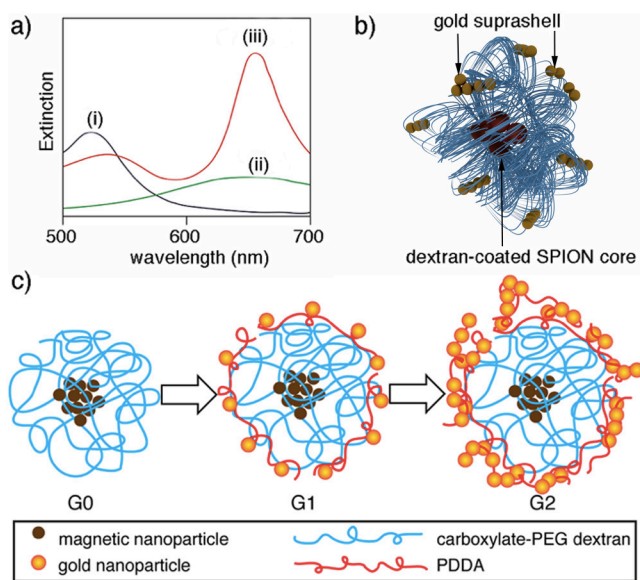 a)
Extinction
(i)
(ii)
(iii)
500
600
700
wavelength (nm)
b)
gold suprashell
dextran-coated SPION core
c)
G0
G1
G2
magnetic nanoparticle
gold nanoparticle
carboxylate-PEG dextran
PDDA